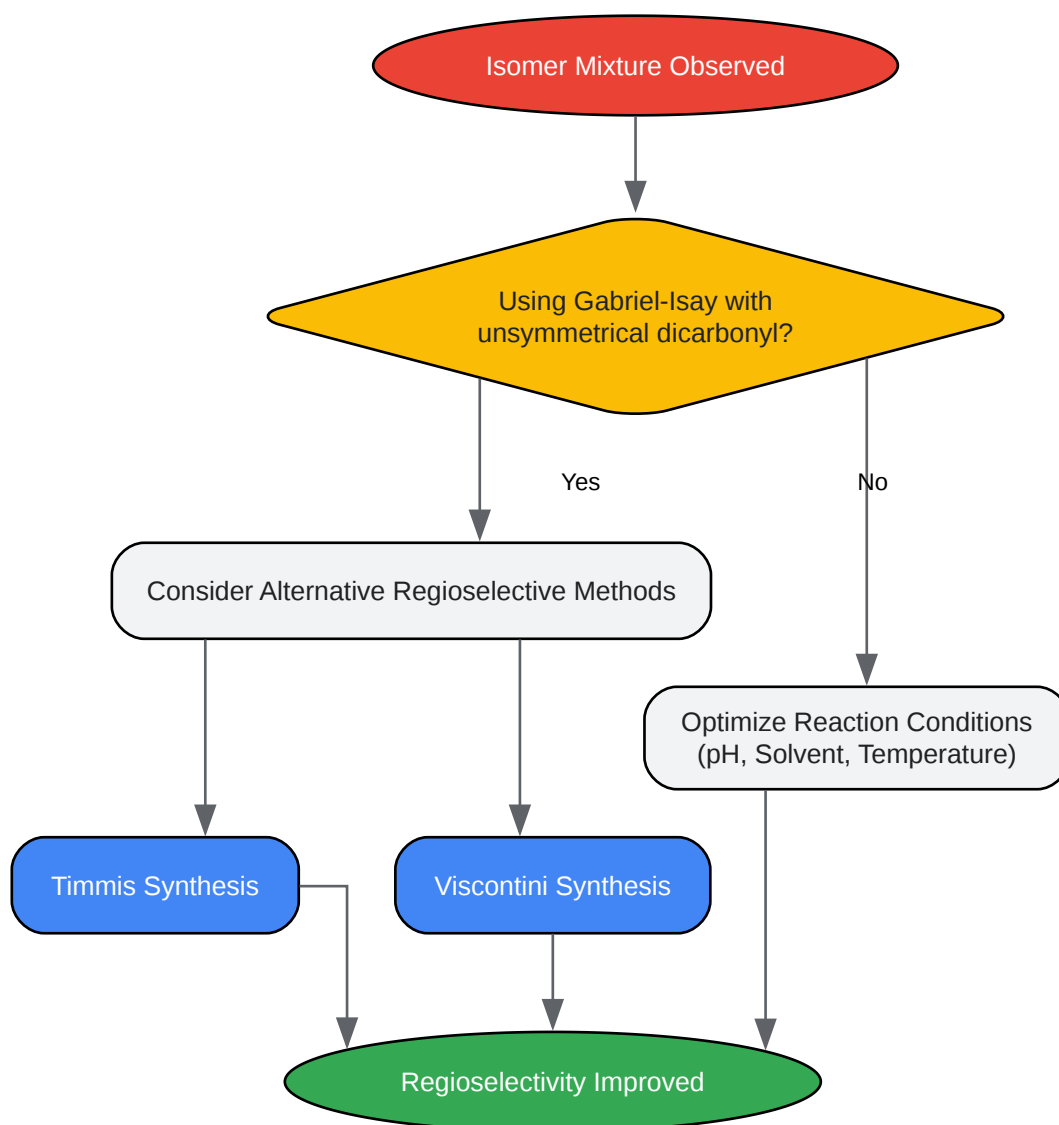 Isomer Mixture Observed
Using Gabriel-Isay with
unsymmetrical dicarbonyl?
Yes
No
Consider Alternative Regioselective Methods
Optimize Reaction Conditions
(pH, Solvent, Temperature)
Timmis Synthesis
Viscontini Synthesis
Regioselectivity Improved